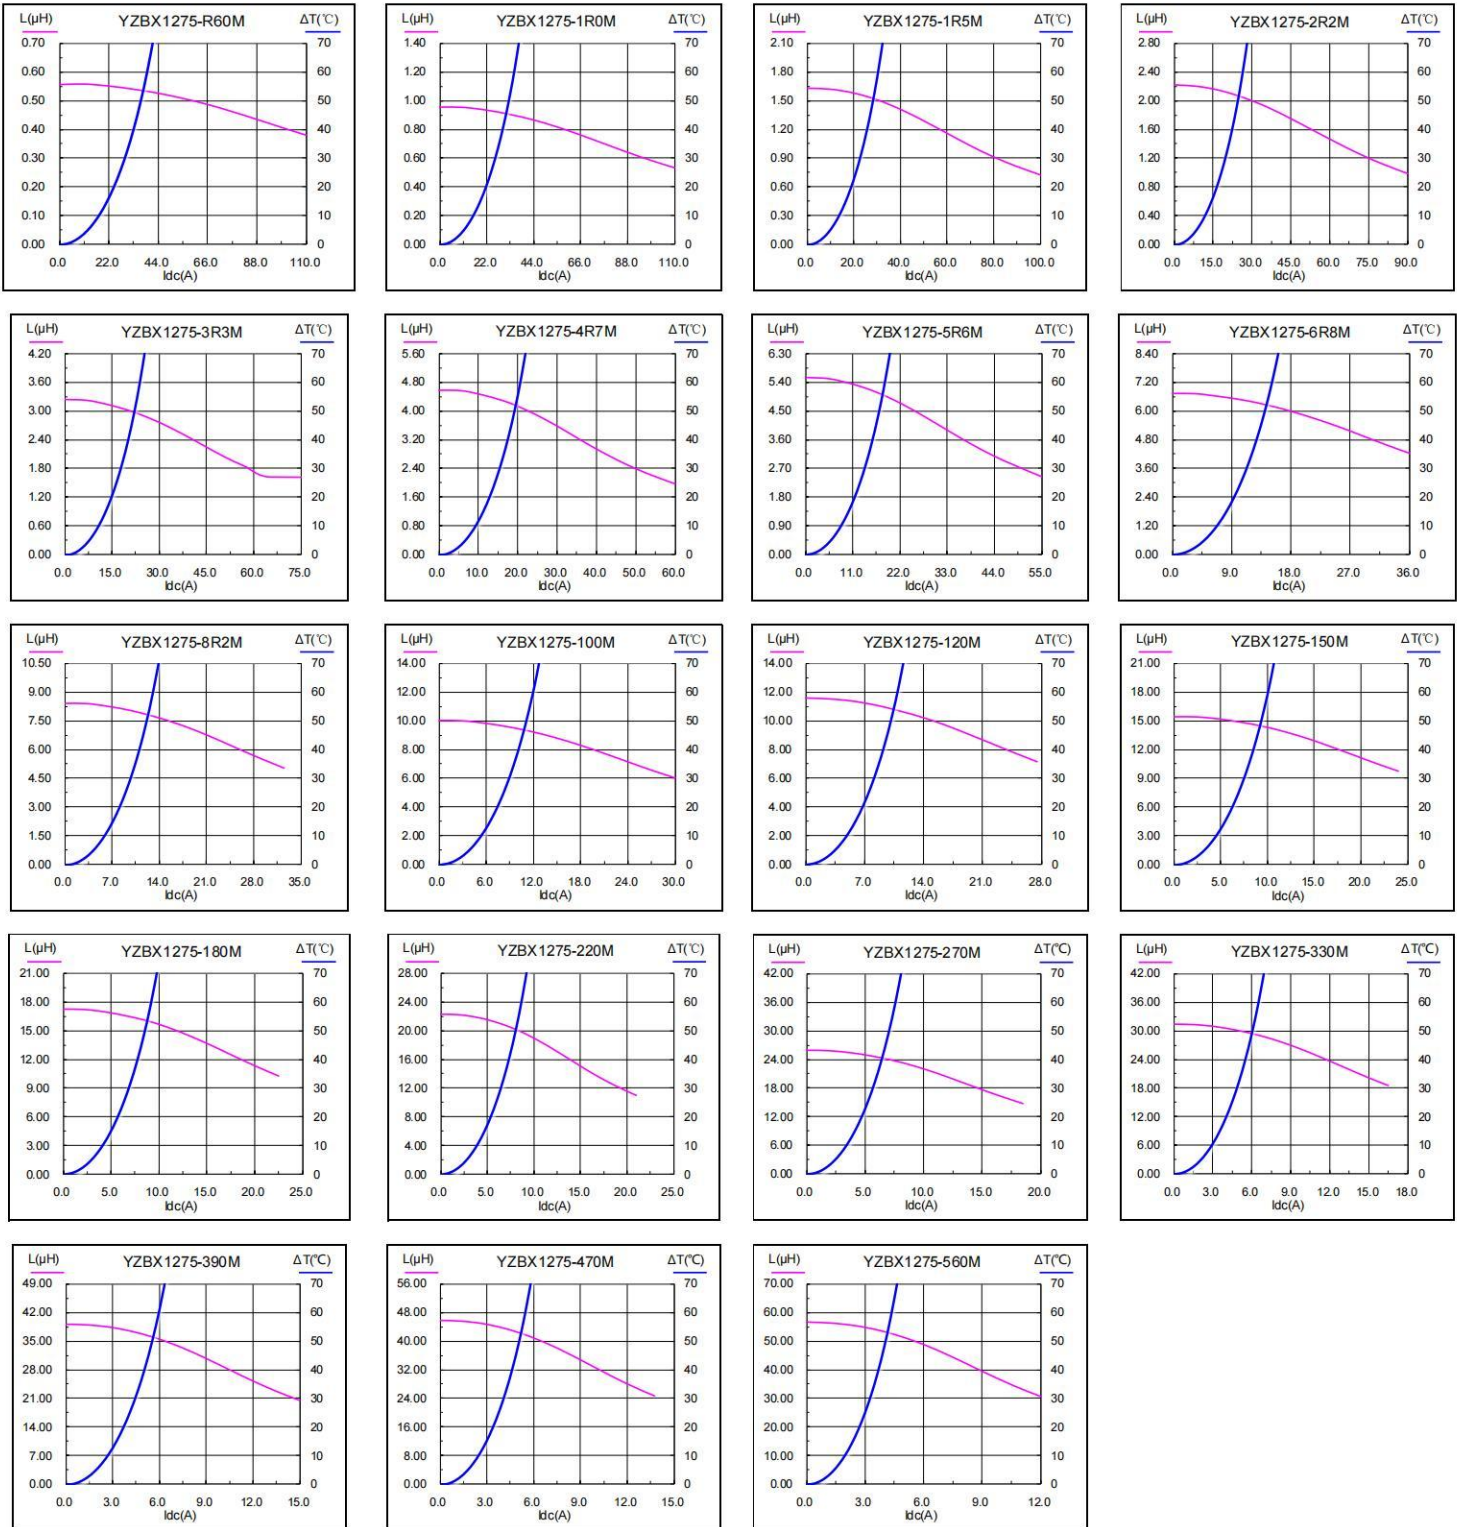 L(μH) YZBX1275-R60M ΔT(℃)
0.70 70
0.60 60
0.50 50
0.40 40
0.30 30
0.20 20
0.10 10
0.00 0
0.0 22.0 44.0 66.0 88.0 110.0
Idc(A)
L(μH) YZBX1275-1R0M ΔT(℃)
1.40 70
1.20 60
1.00 50
0.80 40
0.60 30
0.40 20
0.20 10
0.00 0
0.0 22.0 44.0 66.0 88.0 110.0
Idc(A)
L(μH) YZBX1275-1R5M ΔT(℃)
2.10 70
1.80 60
1.50 50
1.20 40
0.90 30
0.60 20
0.30 10
0.00 0
0.0 20.0 40.0 60.0 80.0 100.0
Idc(A)
L(μH) YZBX1275-2R2M ΔT(℃)
2.80 70
2.40 60
2.00 50
1.60 40
1.20 30
0.80 20
0.40 10
0.00 0
0.0 15.0 30.0 45.0 60.0 75.0 90.0
Idc(A)
L(μH) YZBX1275-3R3M ΔT(℃)
4.20 70
3.60 60
3.00 50
2.40 40
1.80 30
1.20 20
0.60 10
0.00 0
0.0 15.0 30.0 45.0 60.0 75.0
Idc(A)
L(μH) YZBX1275-4R7M ΔT(℃)
5.60 70
4.80 60
4.00 50
3.20 40
2.40 30
1.60 20
0.80 10
0.00 0
0.0 10.0 20.0 30.0 40.0 50.0 60.0
Idc(A)
L(μH) YZBX1275-5R6M ΔT(℃)
6.30 70
5.40 60
4.50 50
3.60 40
2.70 30
1.80 20
0.90 10
0.00 0
0.0 11.0 22.0 33.0 44.0 55.0
Idc(A)
L(μH) YZBX1275-6R8M ΔT(℃)
8.40 70
7.20 60
6.00 50
4.80 40
3.60 30
2.40 20
1.20 10
0.00 0
0.0 9.0 18.0 27.0 36.0
Idc(A)
L(μH) YZBX1275-8R2M ΔT(℃)
10.50 70
9.00 60
7.50 50
6.00 40
4.50 30
3.00 20
1.50 10
0.00 0
0.0 7.0 14.0 21.0 28.0 35.0
Idc(A)
L(μH) YZBX1275-100M ΔT(℃)
14.00 70
12.00 60
10.00 50
8.00 40
6.00 30
4.00 20
2.00 10
0.00 0
0.0 6.0 12.0 18.0 24.0 30.0
Idc(A)
L(μH) YZBX1275-120M ΔT(℃)
14.00 70
12.00 60
10.00 50
8.00 40
6.00 30
4.00 20
2.00 10
0.00 0
0.0 7.0 14.0 21.0 28.0
Idc(A)
L(μH) YZBX1275-150M ΔT(℃)
21.00 70
18.00 60
15.00 50
12.00 40
9.00 30
6.00 20
3.00 10
0.00 0
0.0 5.0 10.0 15.0 20.0 25.0
Idc(A)
L(μH) YZBX1275-180M ΔT(℃)
21.00 70
18.00 60
15.00 50
12.00 40
9.00 30
6.00 20
3.00 10
0.00 0
0.0 5.0 10.0 15.0 20.0 25.0
Idc(A)
L(μH) YZBX1275-220M ΔT(℃)
28.00 70
24.00 60
20.00 50
16.00 40
12.00 30
8.00 20
4.00 10
0.00 0
0.0 5.0 10.0 15.0 20.0 25.0
Idc(A)
L(μH) YZBX1275-270M ΔT(℃)
42.00 70
36.00 60
30.00 50
24.00 40
18.00 30
12.00 20
6.00 10
0.00 0
0.0 5.0 10.0 15.0 20.0
Idc(A)
L(μH) YZBX1275-330M ΔT(℃)
42.00 70
36.00 60
30.00 50
24.00 40
18.00 30
12.00 20
6.00 10
0.00 0
0.0 3.0 6.0 9.0 12.0 15.0 18.0
Idc(A)
L(μH) YZBX1275-390M ΔT(℃)
49.00 70
42.00 60
35.00 50
28.00 40
21.00 30
14.00 20
7.00 10
0.00 0
0.0 3.0 6.0 9.0 12.0 15.0
Idc(A)
L(μH) YZBX1275-470M ΔT(℃)
56.00 70
48.00 60
40.00 50
32.00 40
24.00 30
16.00 20
8.00 10
0.00 0
0.0 3.0 6.0 9.0 12.0 15.0
Idc(A)
L(μH) YZBX1275-560M ΔT(℃)
70.00 70
60.00 60
50.00 50
40.00 40
30.00 30
20.00 20
10.00 10
0.00 0
0.0 3.0 6.0 9.0 12.0
Idc(A)